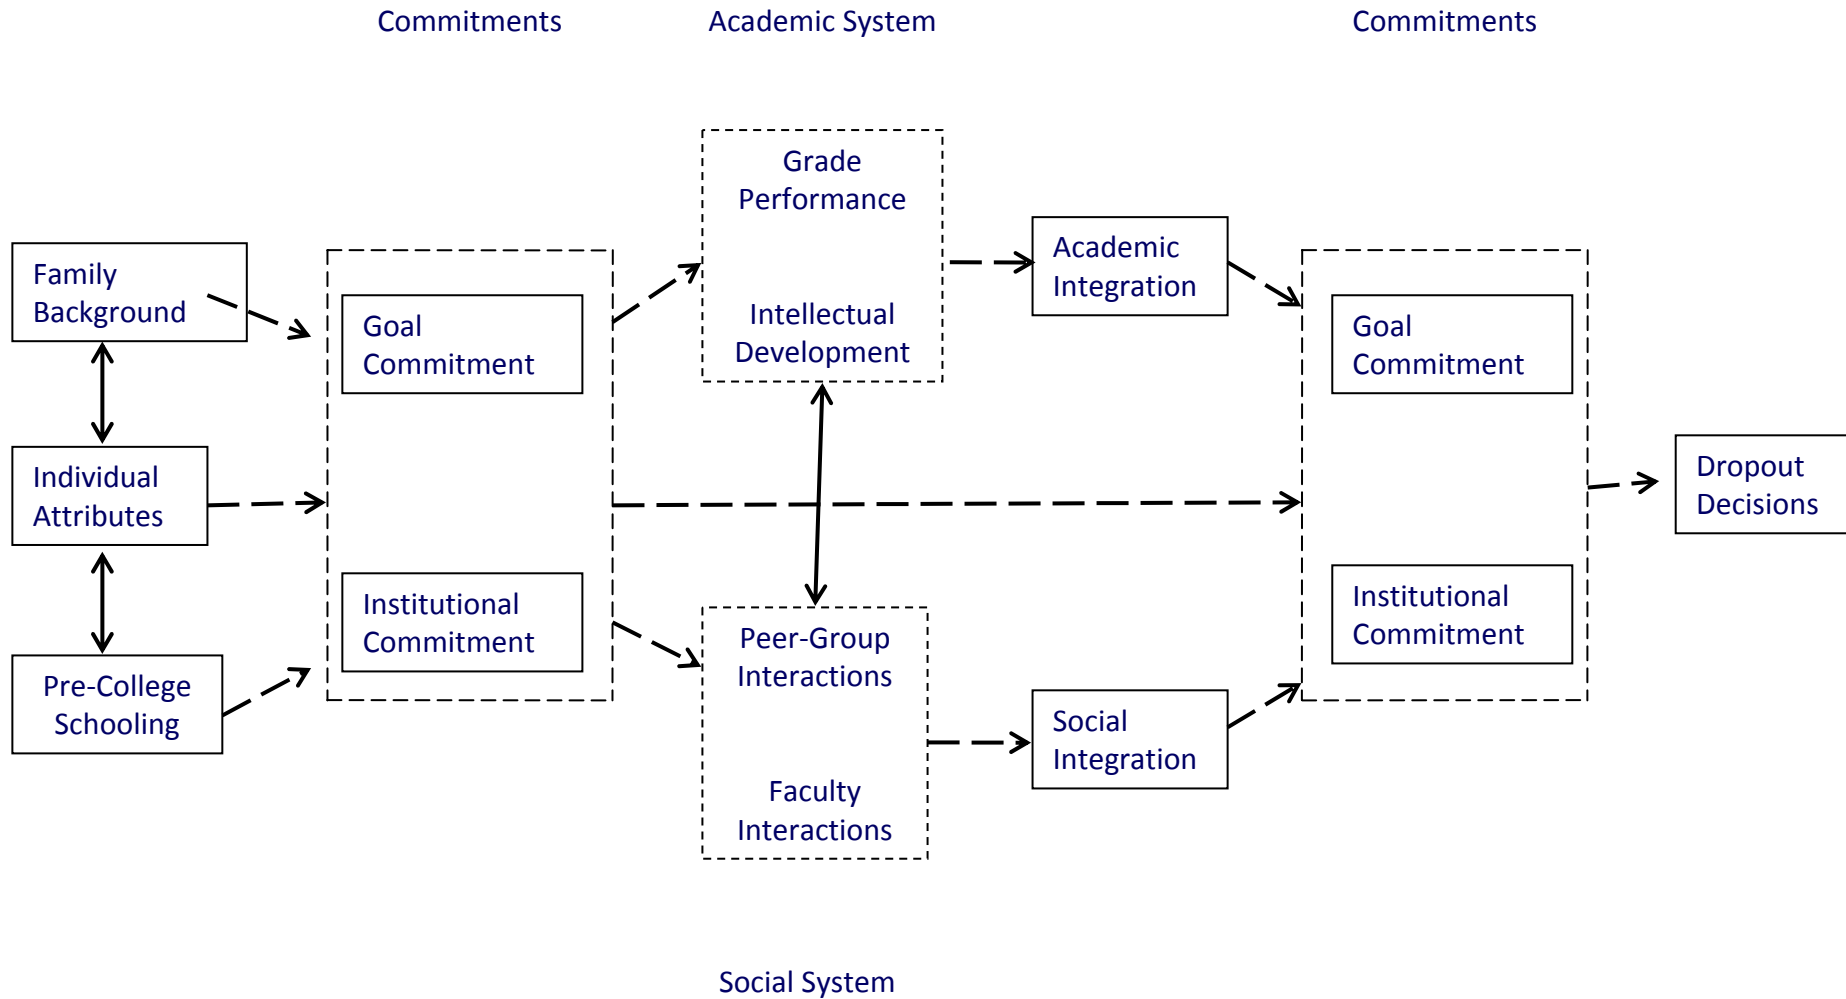 Commitments
Academic System
Commitments
Family
Background
Individual
Attributes
Pre-College
Schooling
Goal
Commitment
Institutional
Commitment
Grade
Performance
Intellectual
Development
Peer-Group
Interactions
Faculty
Interactions
Academic
Integration
Social
Integration
Goal
Commitment
Institutional
Commitment
Dropout
Decisions
Social System